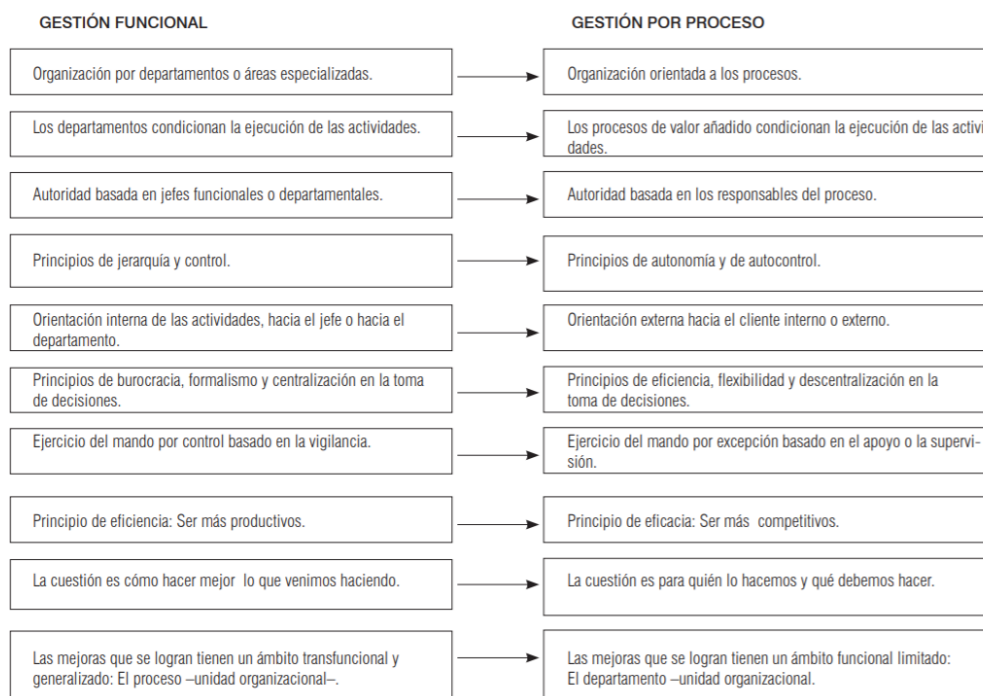 GESTIÓN FUNCIONAL
GESTIÓN POR PROCESO
Organización por departamentos o áreas especializadas.
Organización orientada a los procesos.
Los departamentos condicionan la ejecución de las actividades.
Los procesos de valor añadido condicionan la ejecución de las activi
dades.
Autoridad basada en jefes funcionales o departamentales.
Autoridad basada en los responsables del proceso.
Principios de jerarquía y control.
Principios de autonomía y de autocontrol.
Orientación interna de las actividades, hacia el jefe o hacia el
departamento.
Orientación externa hacia el cliente interno o externo.
Principios de burocracia, formalismo y centralización en la toma
de decisiones.
Principios de eficiencia, flexibilidad y descentralización en la
toma de decisiones.
Ejercicio del mando por control basado en la vigilancia.
Ejercicio del mando por excepción basado en el apoyo o la supervi-
sión.
Principio de eficiencia: Ser más productivos.
Principio de eficacia: Ser más competitivos.
La cuestión es cómo hacer mejor lo que venimos haciendo.
La cuestión es para quién lo hacemos y qué debemos hacer.
Las mejoras que se logran tienen un ámbito transfuncional y
generalizado: El proceso –unidad organizacional–.
Las mejoras que se logran tienen un ámbito funcional limitado:
El departamento –unidad organizacional.